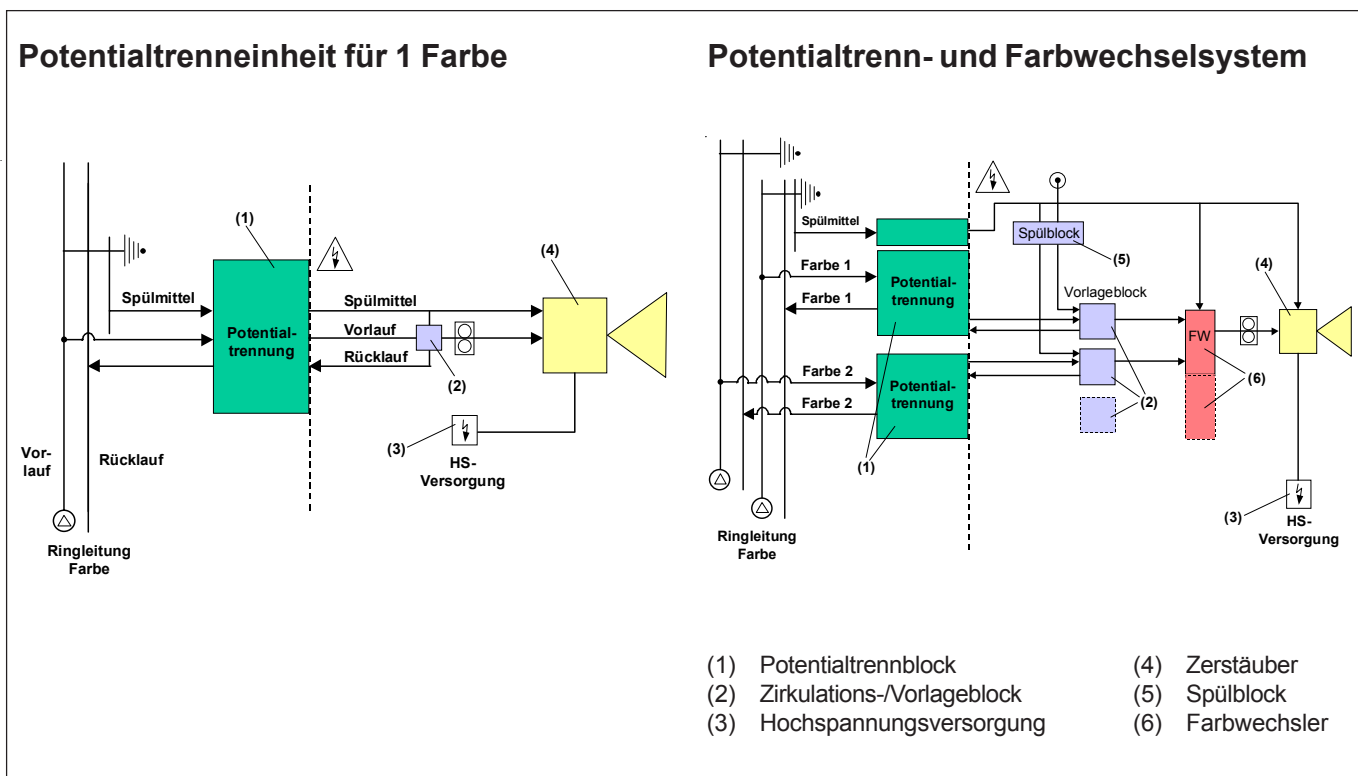 Potentialtrenneinheit für 1 Farbe
(1)
(4)
Spülmittel
Potential-
trennung
Spülmittel
Vorlauf
Rücklauf
(2)
(3)
HS-
Versorgung
Vor-
lauf
Rücklauf
Ringleitung
Farbe
Potentialtrenn- und Farbwechselsystem
Spülmittel
Spülblock
(5)
Farbe 1
Farbe 1
Potential-
trennung
Vorlageblock
(4)
FW
Farbe 2
Farbe 2
Potential-
trennung
(1)
(2)
(6)
(3)
HS-
Versorgung
Ringleitung
Farbe
(1) Potentialtrennblock
(2) Zirkulations-/Vorlageblock
(3) Hochspannungsversorgung
(4) Zerstäuber
(5) Spülblock
(6) Farbwechsler